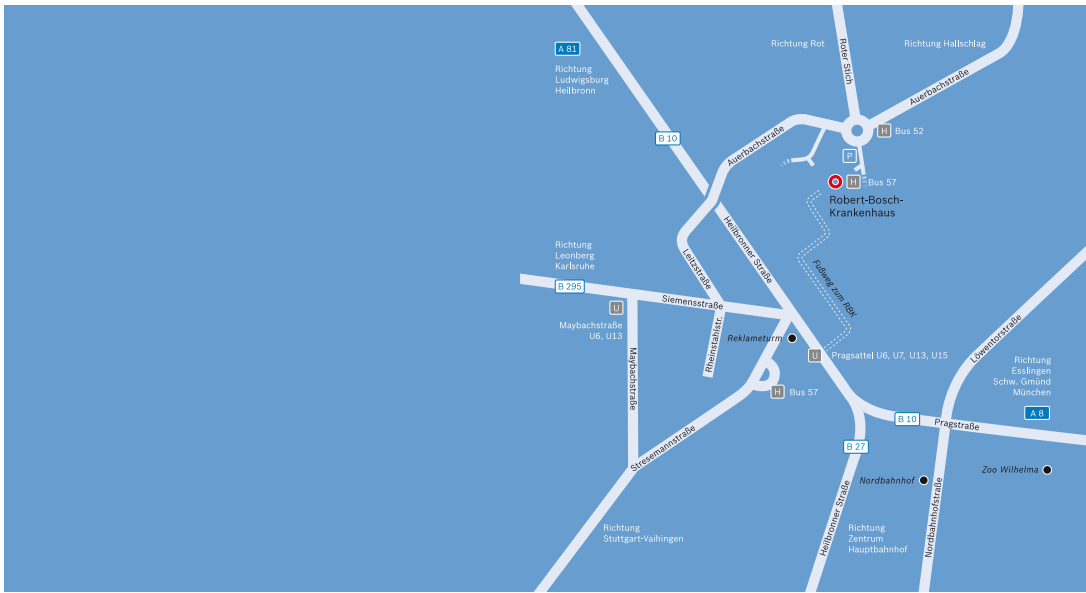 A 81
Richtung
Ludwigsburg
Heilbronn
Richtung Rot
Roter Stich
Richtung Hallschlag
Auerbachstraße
B 10
Auerbachstraße
H Bus 52
P
H Bus 57
Robert-Bosch-
Krankenhaus
Heilbronner Straße
Leitzstraße
Fußweg zum RBK
Richtung
Leonberg
Karlsruhe
B 295
Siemensstraße
U
Maybachstraße
U6, U13
Maybachstraße
Rheinstahlstr.
Reklameturm
U Pragsattel U6, U7, U13, U15
Löwentorstraße
Richtung
Esslingen
Schw. Gmünd
München
A 8
H Bus 57
B 10
Pragstraße
Stresemannstraße
B 27
Zoo Wilhelma
Nordbahnhof
Nordbahnhofstraße
Heilbronner Straße
Richtung
Stuttgart-Vaihingen
Richtung
Zentrum
Hauptbahnhof